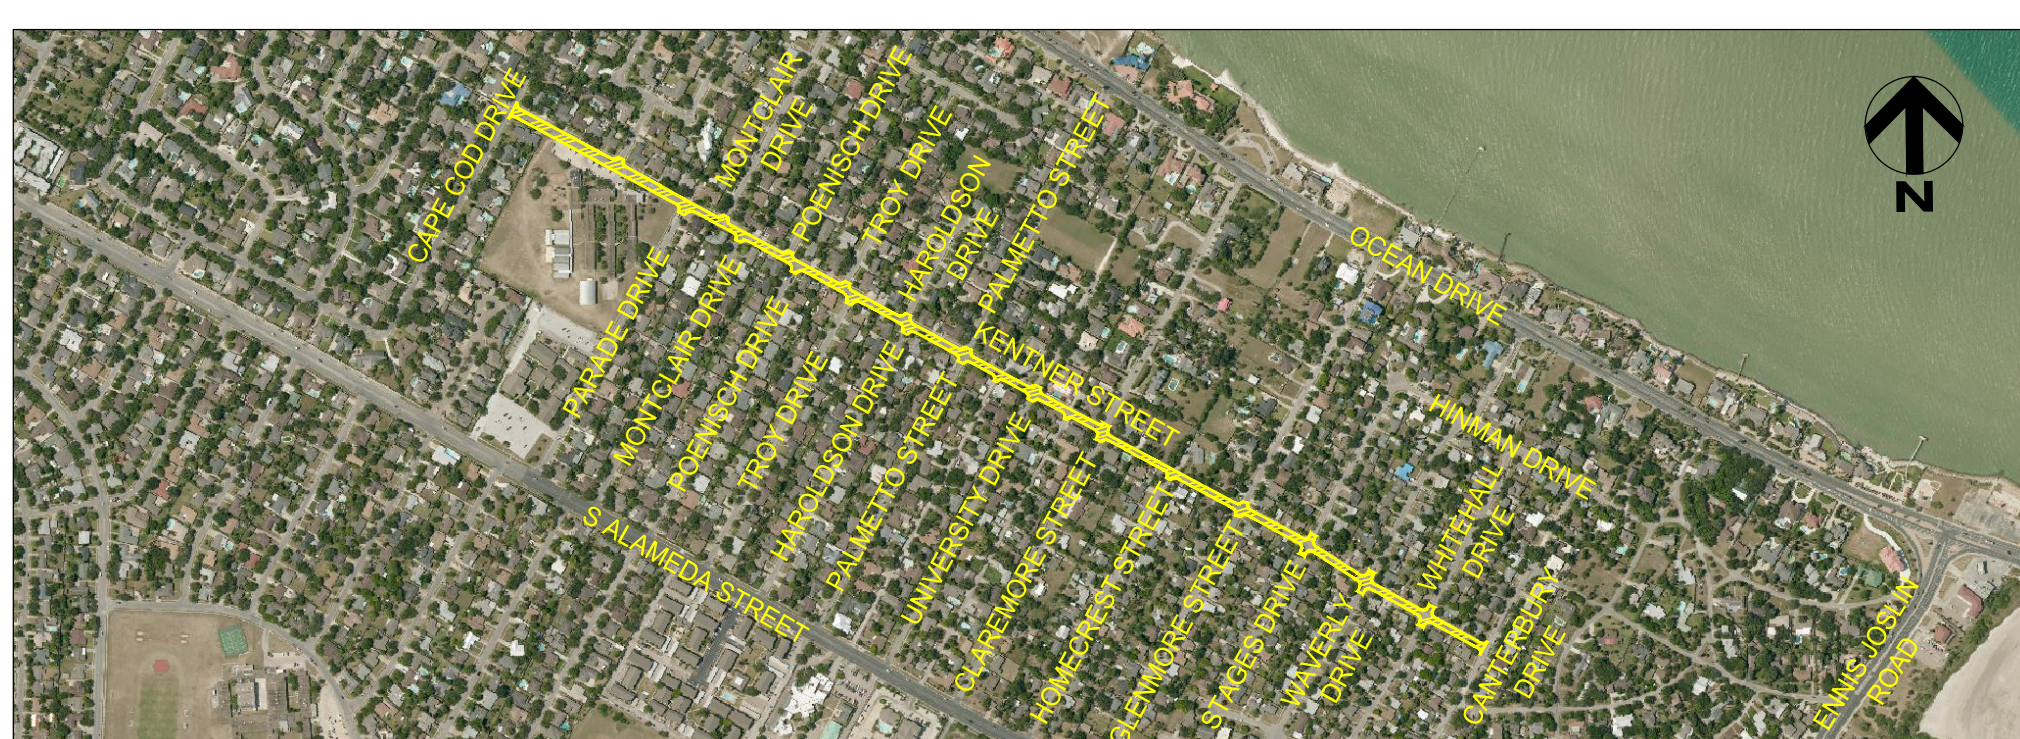 CAPE COD DRIVE
MONTCLAIR
DRIVE
POENISCH DRIVE
TROY DRIVE
HAROLDSON
DRIVE
PALMETTO STREET
OCEAN DRIVE
N
PARADE DRIVE
MONTCLAIR DRIVE
POENISCH DRIVE
TROY DRIVE
HAROLDSON DRIVE
PALMETTO STREET
KENTNER STREET
UNIVERSITY DRIVE
CLAREMORE STREET
HOMECREST STREET
GLENMORE STREET
STAGES DRIVE
WAVERLY
DRIVE
WHITEHALL
DRIVE
HINMAN DRIVE
CANTERBURY
DRIVE
S ALAMEDA STREET
ENNIS JOSLIN
ROAD